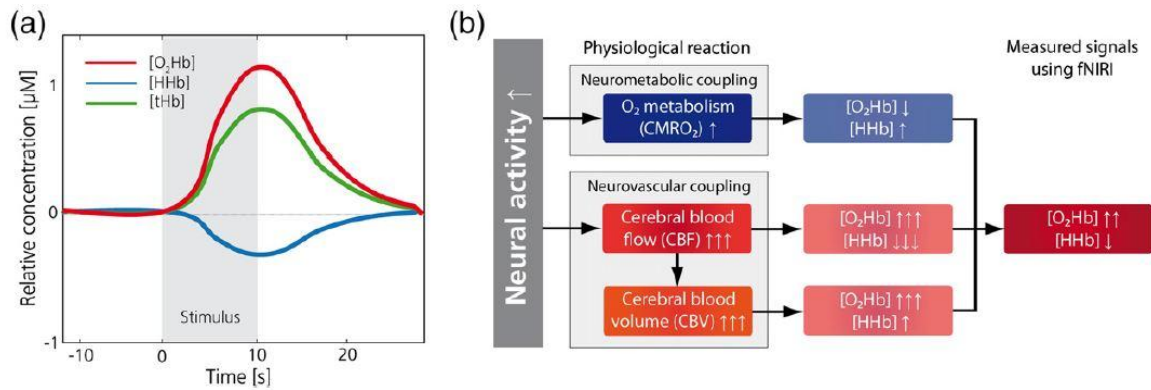 (a)
[O₂Hb]
[HHb]
[tHb]
Relative concentration [µM]
1
0
-1
Stimulus
-10
0
10
20
Time [s]
(b)
Neural activity ↑
Physiological reaction
Neurometabolic coupling
O₂ metabolism
(CMRO₂) ↑
[O₂Hb] ↓
[HHb] ↑
Neurovascular coupling
Cerebral blood
flow (CBF) ↑↑↑
[O₂Hb] ↑↑↑
[HHb] ↓↓↓
Cerebral blood
volume (CBV) ↑↑↑
[O₂Hb] ↑↑↑
[HHb] ↑
Measured signals
using fNIRI
[O₂Hb] ↑↑
[HHb] ↓